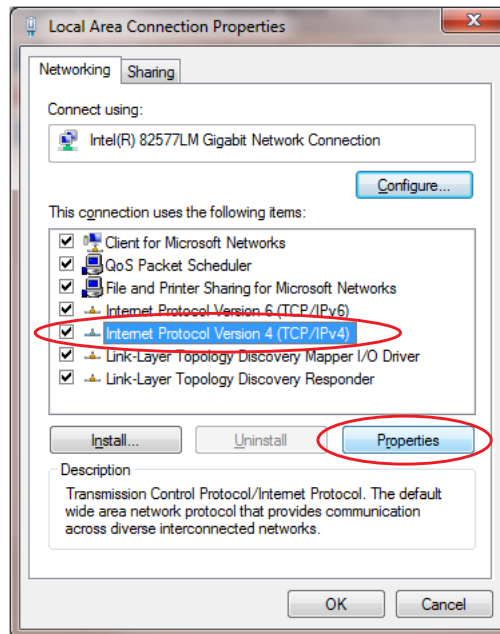 Local Area Connection Properties
Networking Sharing
Connect using:
Intel(R) 82577LM Gigabit Network Connection
Configure...
This connection uses the following items:
Client for Microsoft Networks
QoS Packet Scheduler
File and Printer Sharing for Microsoft Networks
Internet Protocol Version 6 (TCP/IPv6)
Internet Protocol Version 4 (TCP/IPv4)
Link-Layer Topology Discovery Mapper I/O Driver
Link-Layer Topology Discovery Responder
Install... Uninstall Properties
Description
Transmission Control Protocol/Internet Protocol. The default
wide area network protocol that provides communication
across diverse interconnected networks.
OK Cancel